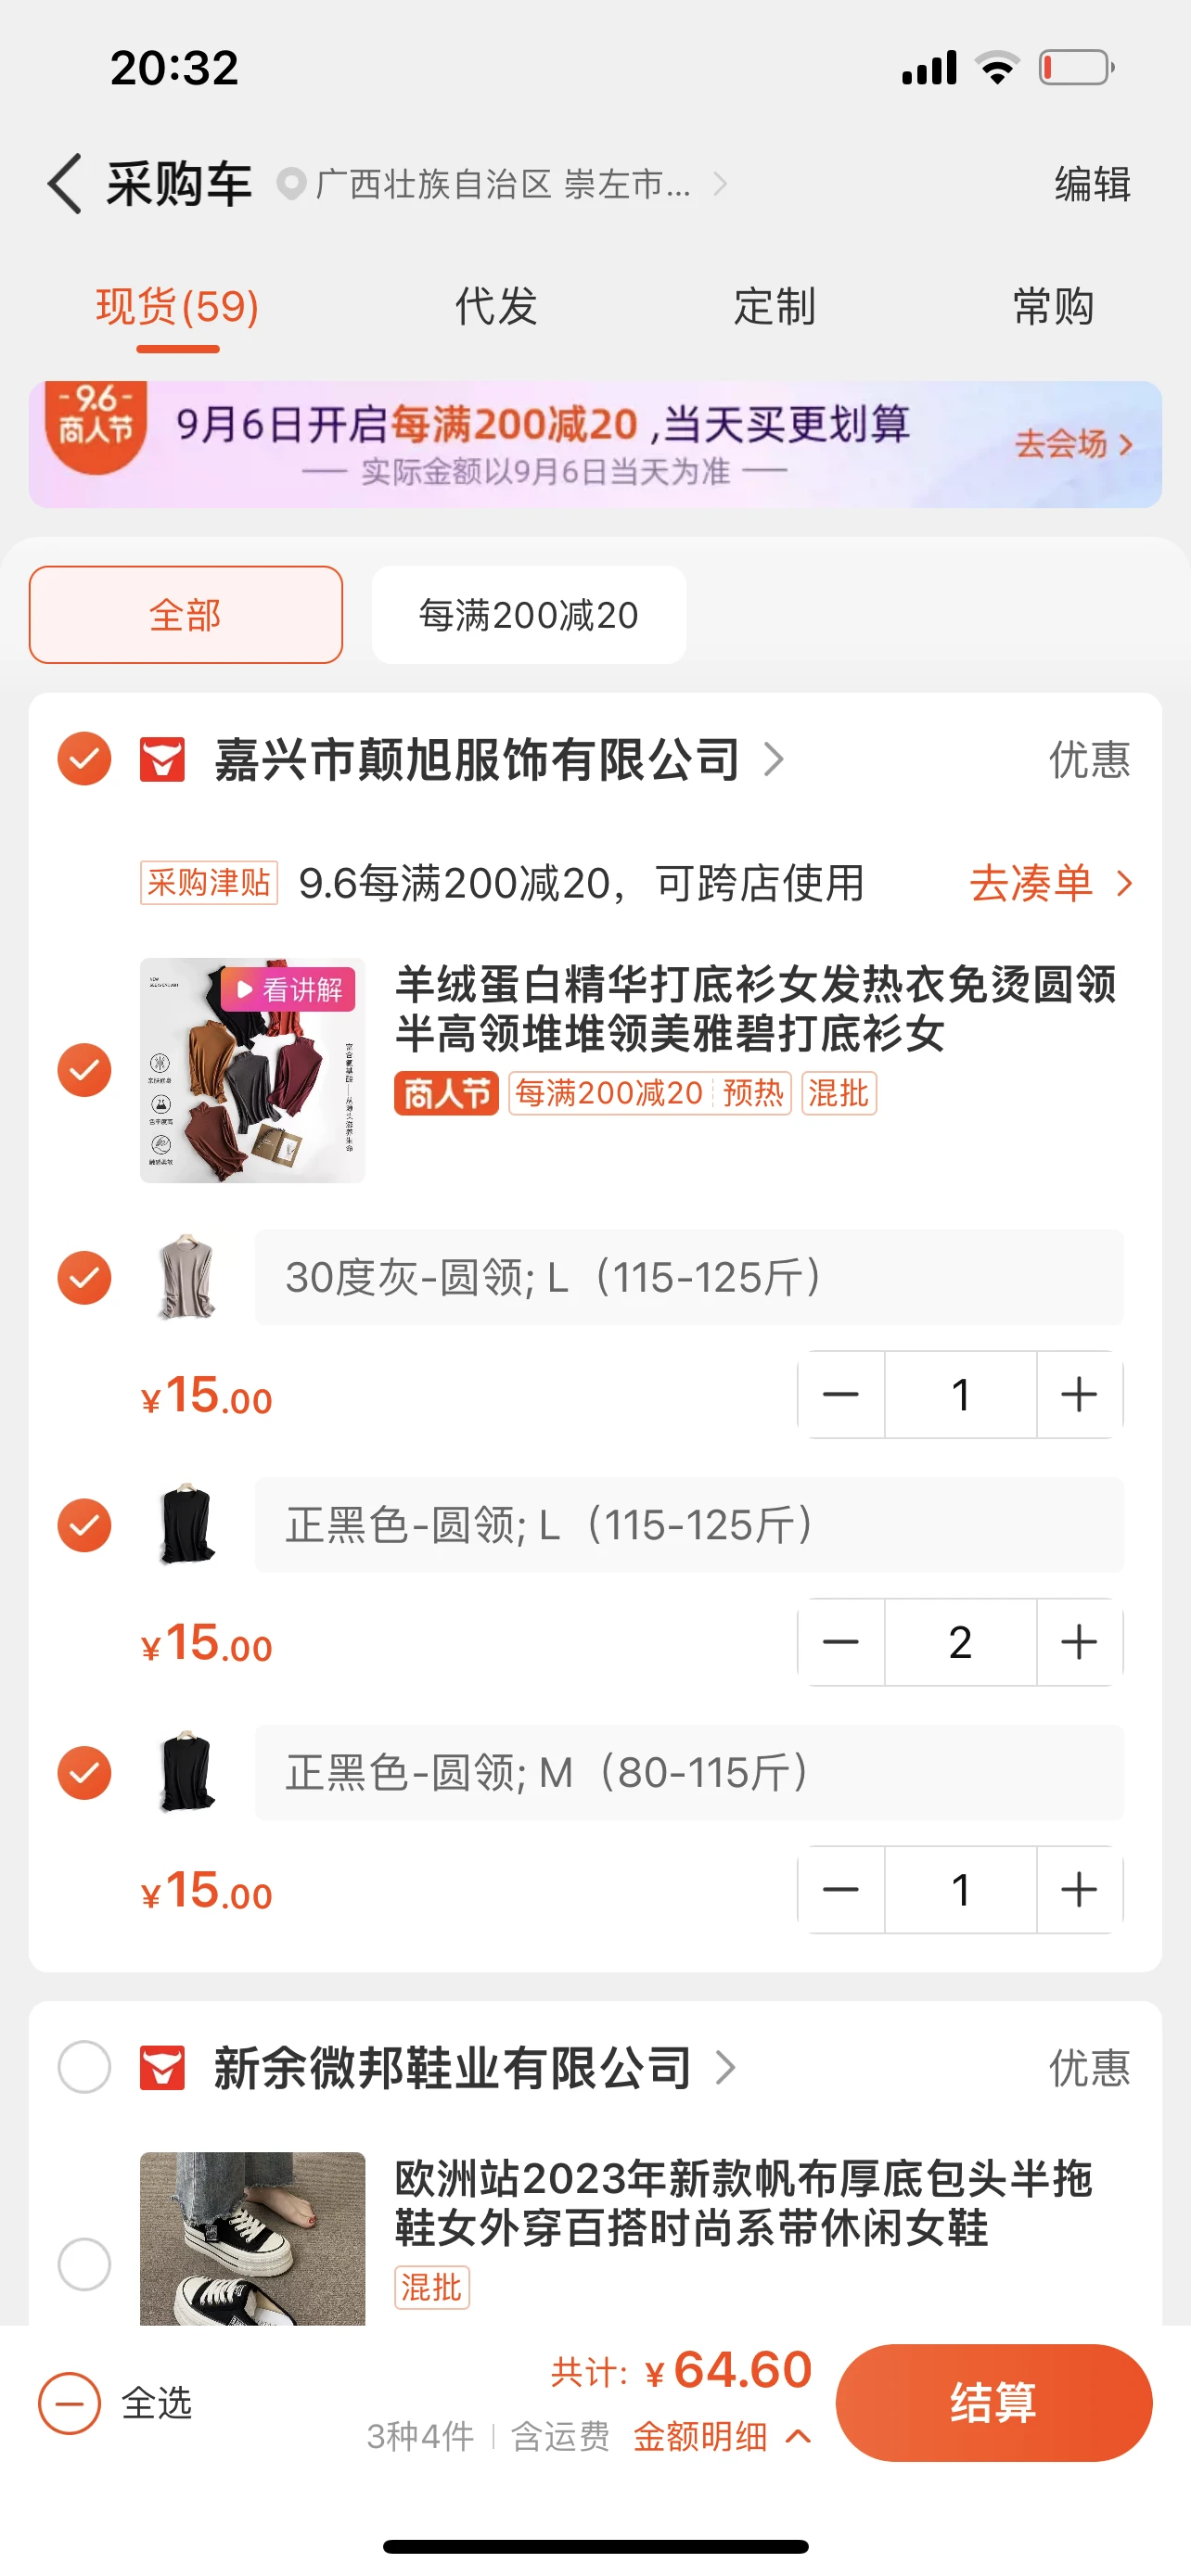 20:32
采购车 广西壮族自治区 崇左市... 编辑
现货(59) 代发 定制 常购
-9.6-
商人节
9月6日开启每满200减20 ,当天买更划算
实际金额以9月6日当天为准
去会场
全部 每满200减20
嘉兴市颠旭服饰有限公司 优惠
采购津贴 9.6每满200减20，可跨店使用 去凑单
看讲解
羊绒蛋白精华打底衫女发热衣免烫圆领
半高领堆堆领美雅碧打底衫女
商人节 每满200减20 预热 混批
30度灰-圆领; L（115-125斤）
¥15.00 1
正黑色-圆领; L（115-125斤）
¥15.00 2
正黑色-圆领; M（80-115斤）
¥15.00 1
新余微邦鞋业有限公司 优惠
欧洲站2023年新款帆布厚底包头半拖
鞋女外穿百搭时尚系带休闲女鞋
混批
全选
共计: ¥64.60
3种4件 含运费 金额明细
结算